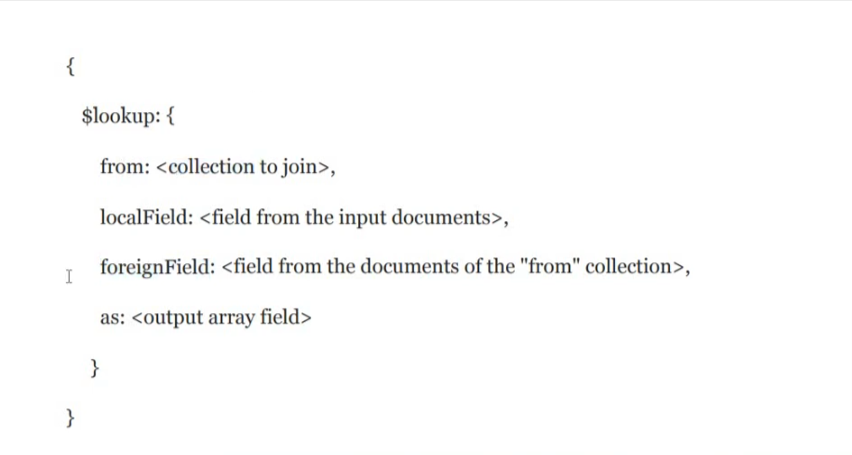 {
$lookup: {
from: <collection to join>,
localField: <field from the input documents>,
foreignField: <field from the documents of the "from" collection>,
as: <output array field>
}
}